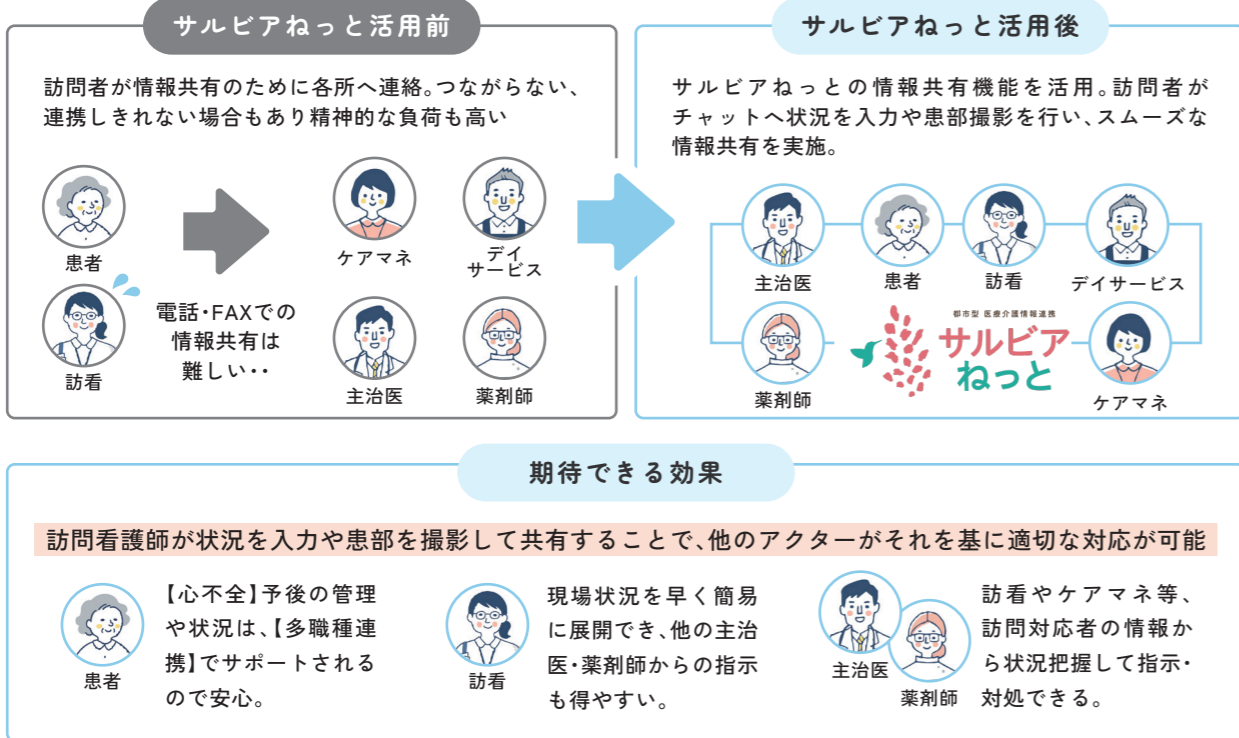 サルビアねっと活用前
訪問者が情報共有のために各所へ連絡。つながらない、
連携しきれない場合もあり精神的な負荷も高い
患者
訪看
電話・FAXでの
情報共有は
難しい・・
ケアマネ
デイ
サービス
主治医
薬剤師
サルビアねっと活用後
サルビアねっとの情報共有機能を活用。訪問者が
チャットへ状況を入力や患部撮影を行い、スムーズな
情報共有を実施。
主治医
患者
訪看
デイサービス
薬剤師
都市型 医療介護情報連携
サルビア
ねっと
ケアマネ
期待できる効果
訪問看護師が状況を入力や患部を撮影して共有することで、他のアクターがそれを基に適切な対応が可能
患者
【心不全】予後の管理
や状況は、【多職種連
携】でサポートされる
ので安心。
訪看
現場状況を早く簡易
に展開でき、他の主治
医・薬剤師からの指示
も得やすい。
主治医
薬剤師
訪看やケアマネ等、
訪問対応者の情報か
ら状況把握して指示・
対処できる。